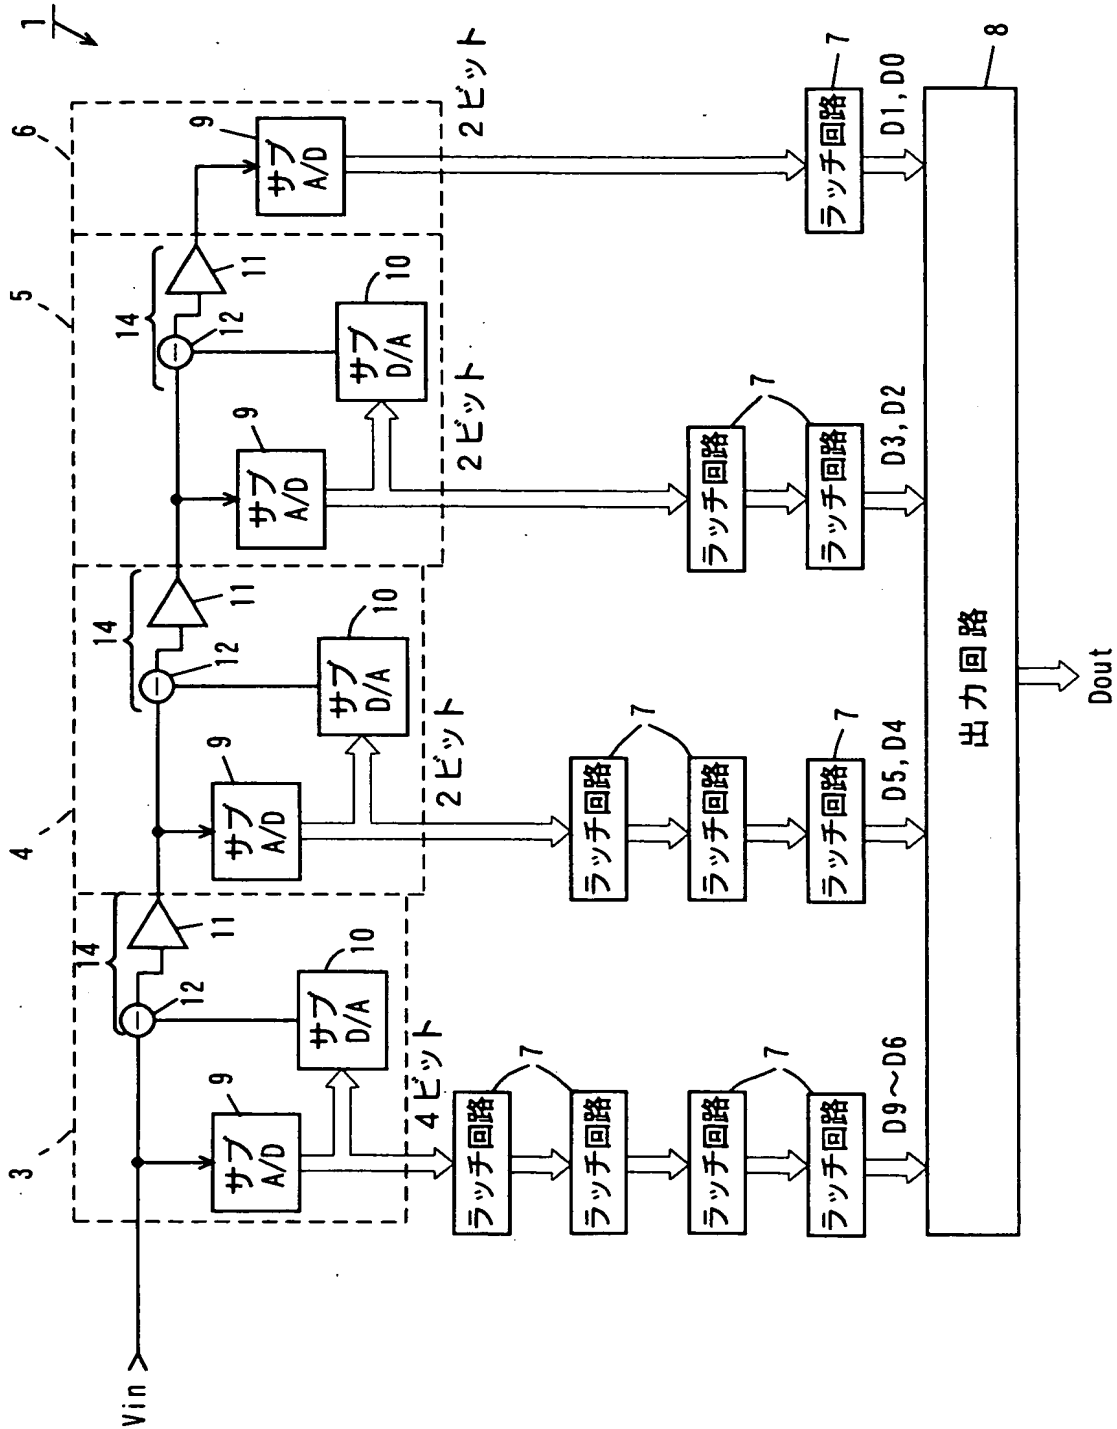 1
3
4
5
6
14
14
14
Vin
12
11
12
11
12
11
9
サブ
A/D
9
サブ
A/D
9
サブ
A/D
9
サブ
A/D
10
サブ
D/A
10
サブ
D/A
10
サブ
D/A
4ビット
2ビット
2ビット
2ビット
ラッチ回路
7
ラッチ回路
ラッチ回路
7
ラッチ回路
ラッチ回路
7
ラッチ回路
ラッチ回路
7
ラッチ回路
7
ラッチ回路
7
ラッチ回路
7
D9~D6
D5,D4
D3,D2
D1,D0
出力回路
8
Dout